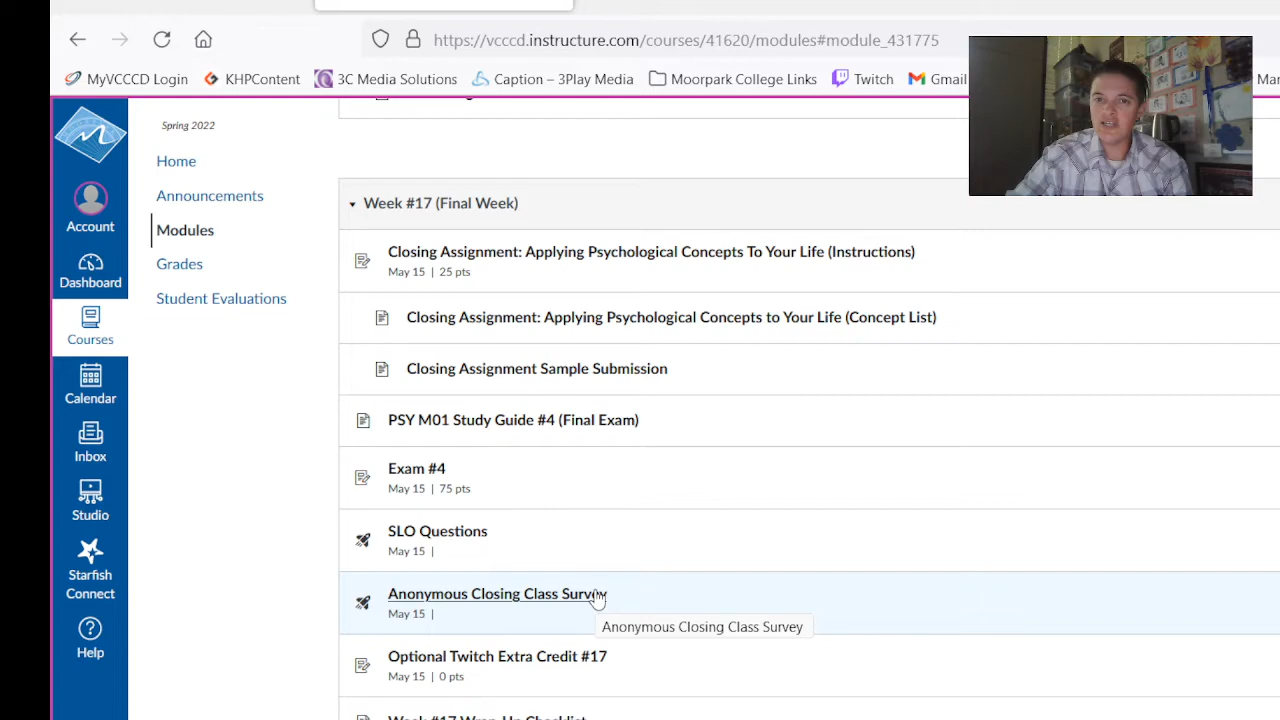 https://vcccd.instructure.com/courses/41620/modules#module_431775
MyVCCCD Login
KHPContent
3C Media Solutions
Caption – 3Play Media
Moorpark College Links
Twitch
Gmail
Spring 2022
Home
Announcements
Modules
Grades
Student Evaluations
Account
Dashboard
Courses
Calendar
Inbox
Studio
Starfish
Connect
Help
Week #17 (Final Week)
Closing Assignment: Applying Psychological Concepts To Your Life (Instructions)
May 15 | 25 pts
Closing Assignment: Applying Psychological Concepts to Your Life (Concept List)
Closing Assignment Sample Submission
PSY M01 Study Guide #4 (Final Exam)
Exam #4
May 15 | 75 pts
SLO Questions
May 15 |
Anonymous Closing Class Survey
May 15 |
Anonymous Closing Class Survey
Optional Twitch Extra Credit #17
May 15 | 0 pts
Week #17 Wrap-Up Checklist